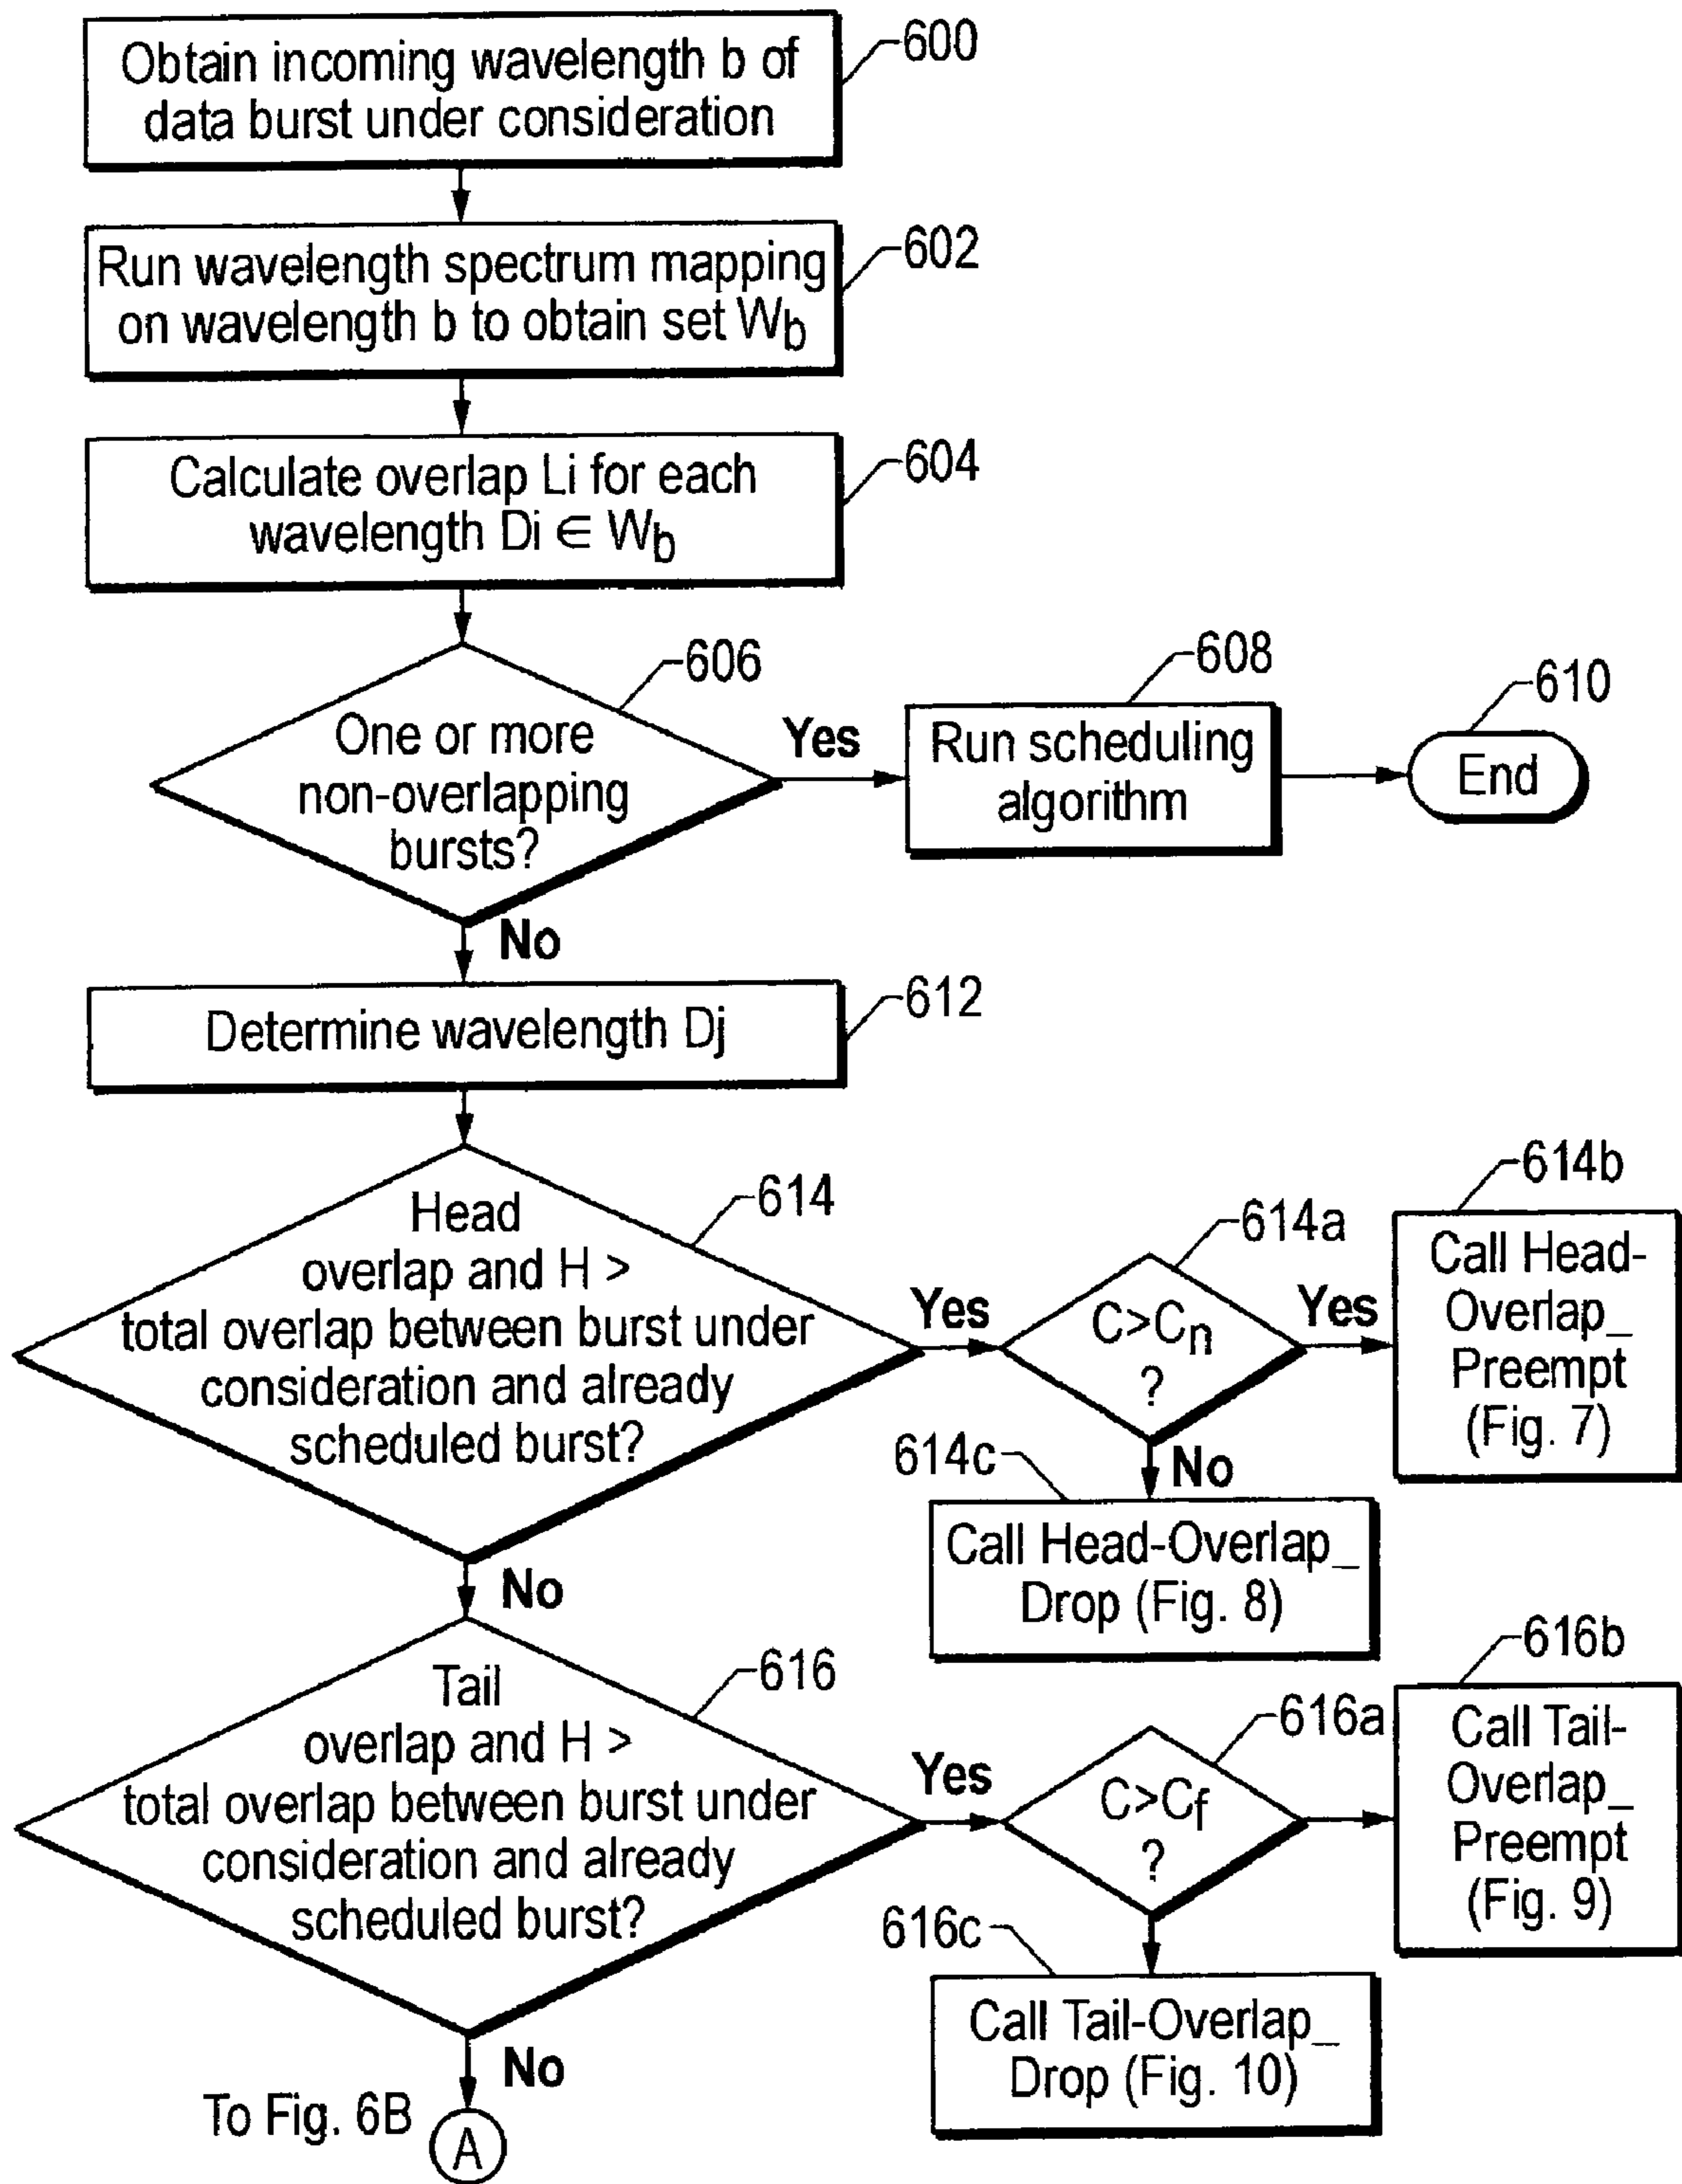 Obtain incoming wavelength b of
data burst under consideration
600
Run wavelength spectrum mapping
on wavelength b to obtain set Wb
602
Calculate overlap Li for each
wavelength Di ∈ Wb
604
606
One or more
non-overlapping
bursts?
Yes
608
Run scheduling
algorithm
610
End
No
Determine wavelength Dj
612
614
Head
overlap and H >
total overlap between burst under
consideration and already
scheduled burst?
Yes
614a
C>Cn
?
Yes
614b
Call Head-
Overlap_
Preempt
(Fig. 7)
No
614c
Call Head-Overlap_
Drop (Fig. 8)
No
616
Tail
overlap and H >
total overlap between burst under
consideration and already
scheduled burst?
Yes
616a
C>Cf
?
616b
Call Tail-
Overlap_
Preempt
(Fig. 9)
616c
Call Tail-Overlap_
Drop (Fig. 10)
No
To Fig. 6B
A